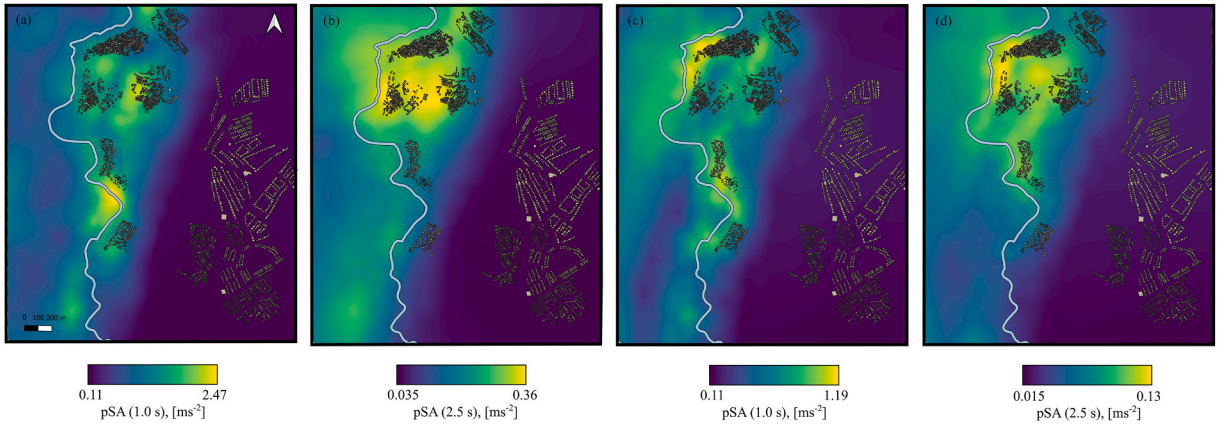 (a)
(b)
(c)
(d)
0 100 200 m
0.11 2.47
pSA (1.0 s), [ms⁻²]
0.035 0.36
pSA (2.5 s), [ms⁻²]
0.11 1.19
pSA (1.0 s), [ms⁻²]
0.015 0.13
pSA (2.5 s), [ms⁻²]